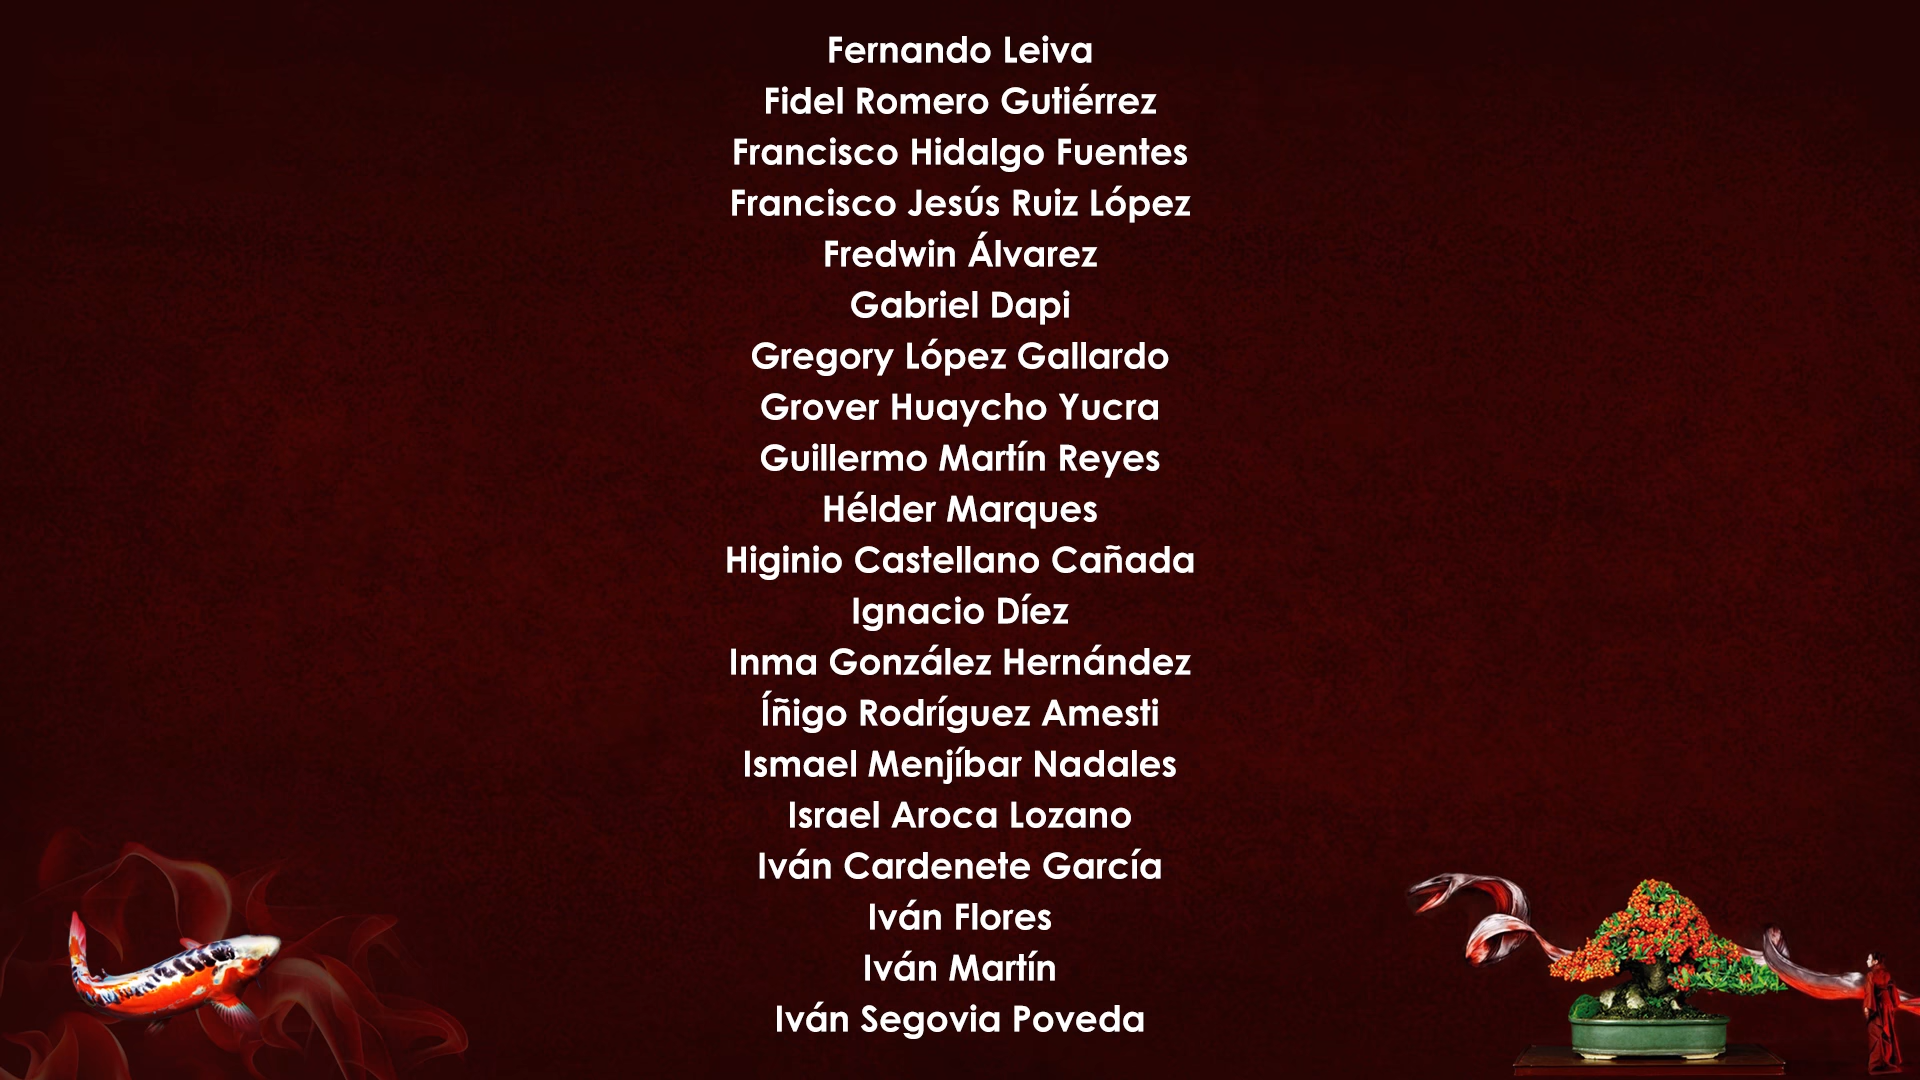 Fernando Leiva
Fidel Romero Gutiérrez
Francisco Hidalgo Fuentes
Francisco Jesús Ruiz López
Fredwin Álvarez
Gabriel Dapi
Gregory López Gallardo
Grover Huaycho Yucra
Guillermo Martín Reyes
Hélder Marques
Higinio Castellano Cañada
Ignacio Díez
Inma González Hernández
Íñigo Rodríguez Amesti
Ismael Menjíbar Nadales
Israel Aroca Lozano
Iván Cardenete García
Iván Flores
Iván Martín
Iván Segovia Poveda